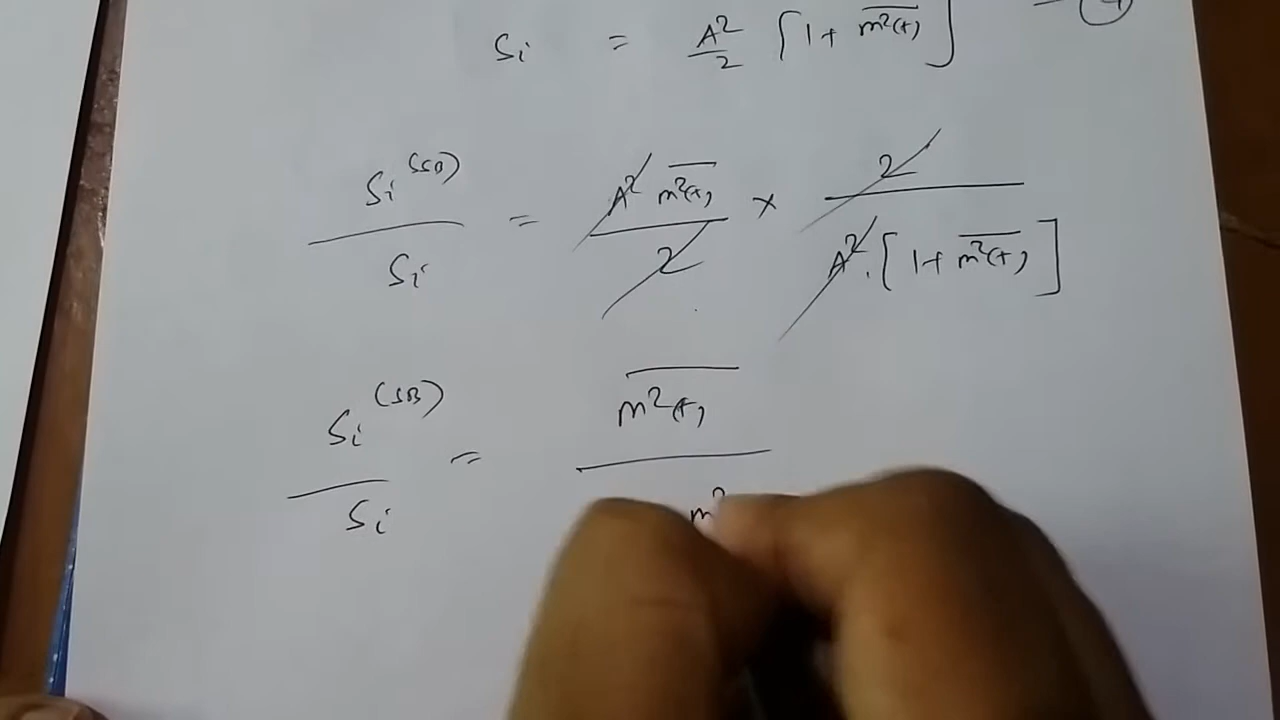 Si = A²/2 [1 + m²(t)] — (4)
Si (SB) / Si = A² m²(t) / 2 × 2 / A². [1 + m²(t)]
Si (SB) / Si = m²(t) / m²